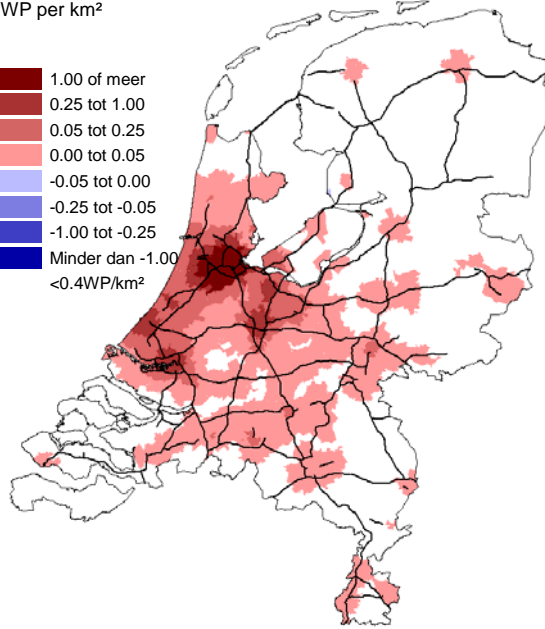 WP per km²
1.00 of meer
0.25 tot 1.00
0.05 tot 0.25
0.00 tot 0.05
-0.05 tot 0.00
-0.25 tot -0.05
-1.00 tot -0.25
Minder dan -1.00
<0.4WP/km²